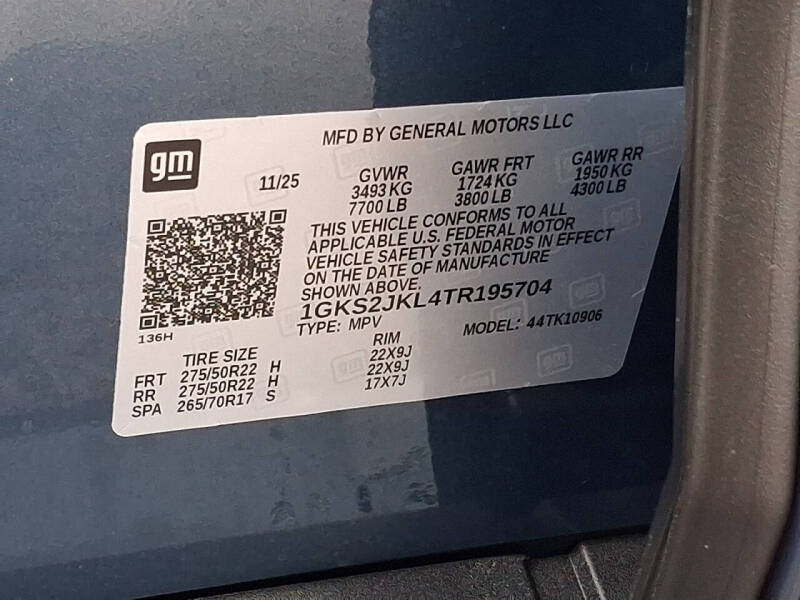 MFD BY GENERAL MOTORS LLC
gm
11/25
GVWR GAWR FRT GAWR RR
3493 KG 1724 KG 1950 KG
7700 LB 3800 LB 4300 LB
THIS VEHICLE CONFORMS TO ALL
APPLICABLE U.S. FEDERAL MOTOR
VEHICLE SAFETY STANDARDS IN EFFECT
ON THE DATE OF MANUFACTURE
SHOWN ABOVE.
1GKS2JKL4TR195704
TYPE: MPV MODEL: 44TK10906
136H
TIRE SIZE RIM
FRT 275/50R22 H 22X9J
RR 275/50R22 H 22X9J
SPA 265/70R17 S 17X7J